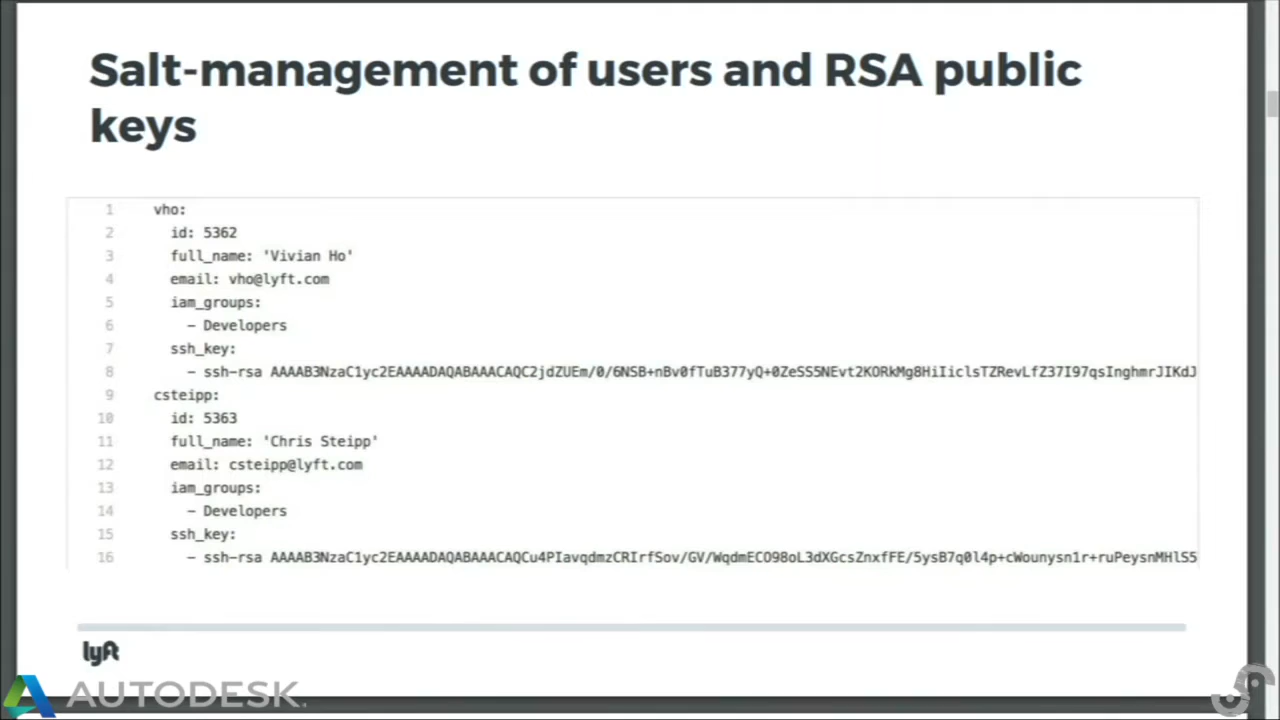 Salt-management of users and RSA public
keys
1 vho:
2 id: 5362
3 full_name: 'Vivian Ho'
4 email: vho@lyft.com
5 iam_groups:
6 - Developers
7 ssh_key:
8 - ssh-rsa AAAAB3NzaC1yc2EAAAADAQABAAACAQC2jdZUEm/0/6NSB+nBv0fTuB377yQ+0ZeSS5NEvt2KORkMg8HiIiclsTZRevLfZ37I97qsInghmrJIKdJ
9 csteipp:
10 id: 5363
11 full_name: 'Chris Steipp'
12 email: csteipp@lyft.com
13 iam_groups:
14 - Developers
15 ssh_key:
16 - ssh-rsa AAAAB3NzaC1yc2EAAAADAQABAAACAQCu4PIavqdmzCRIrfSov/GV/WqdmECO98oL3dXGcsZnxfFE/5ysB7q0l4p+cWounysn1r+ruPeysnMHlS5
lyft
AUTODESK.